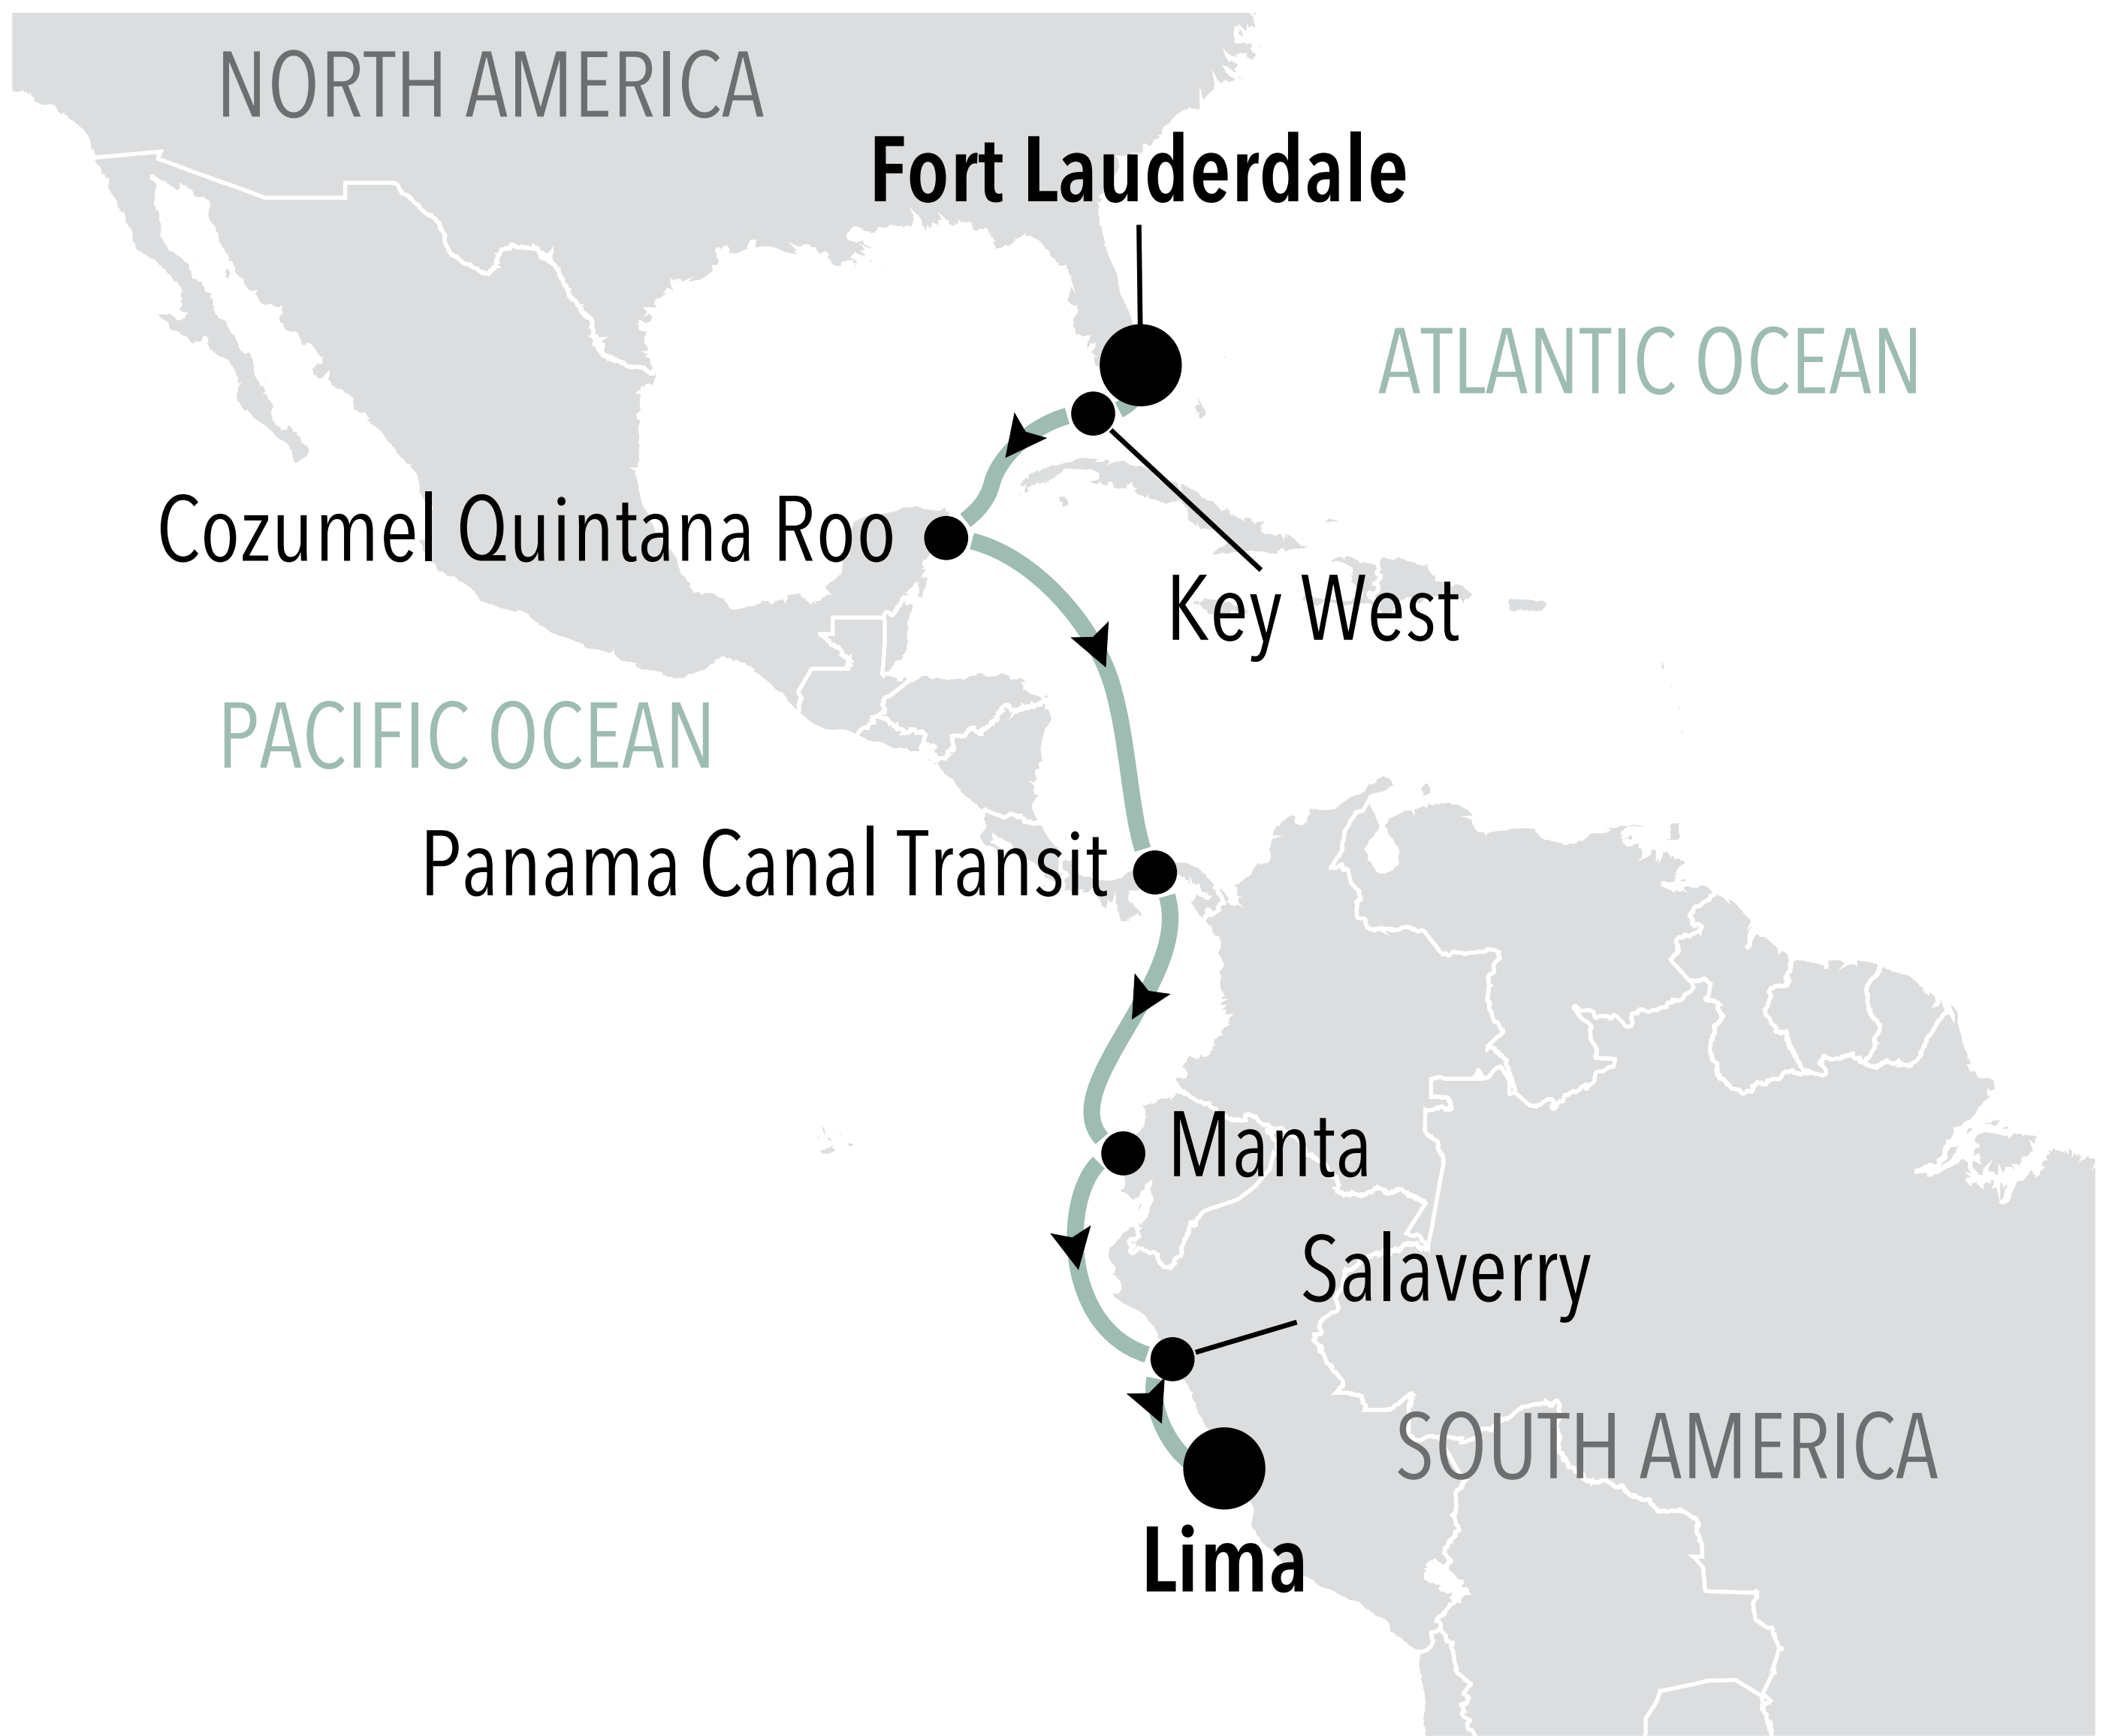 NORTH AMERICA
Fort Lauderdale
ATLANTIC OCEAN
Cozumel Quintana Roo
Key West
PACIFIC OCEAN
Panama Canal Transit
Manta
Salaverry
SOUTH AMERICA
Lima